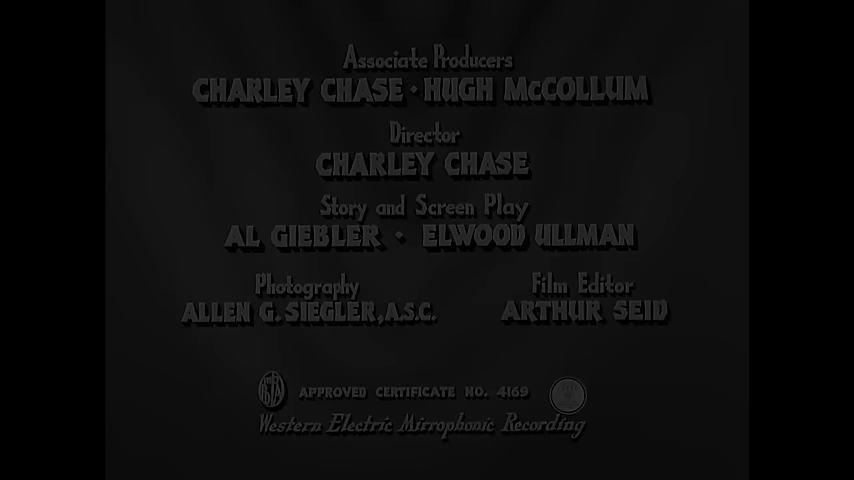 Associate Producers
CHARLEY CHASE · HUGH McCOLLUM
Director
CHARLEY CHASE
Story and Screen Play
AL GIEBLER · ELWOOD ULLMAN
Photography
ALLEN G. SIEGLER, A.S.C.
Film Editor
ARTHUR SEID
APPROVED CERTIFICATE NO. 4169
Western Electric Mirrophonic Recording